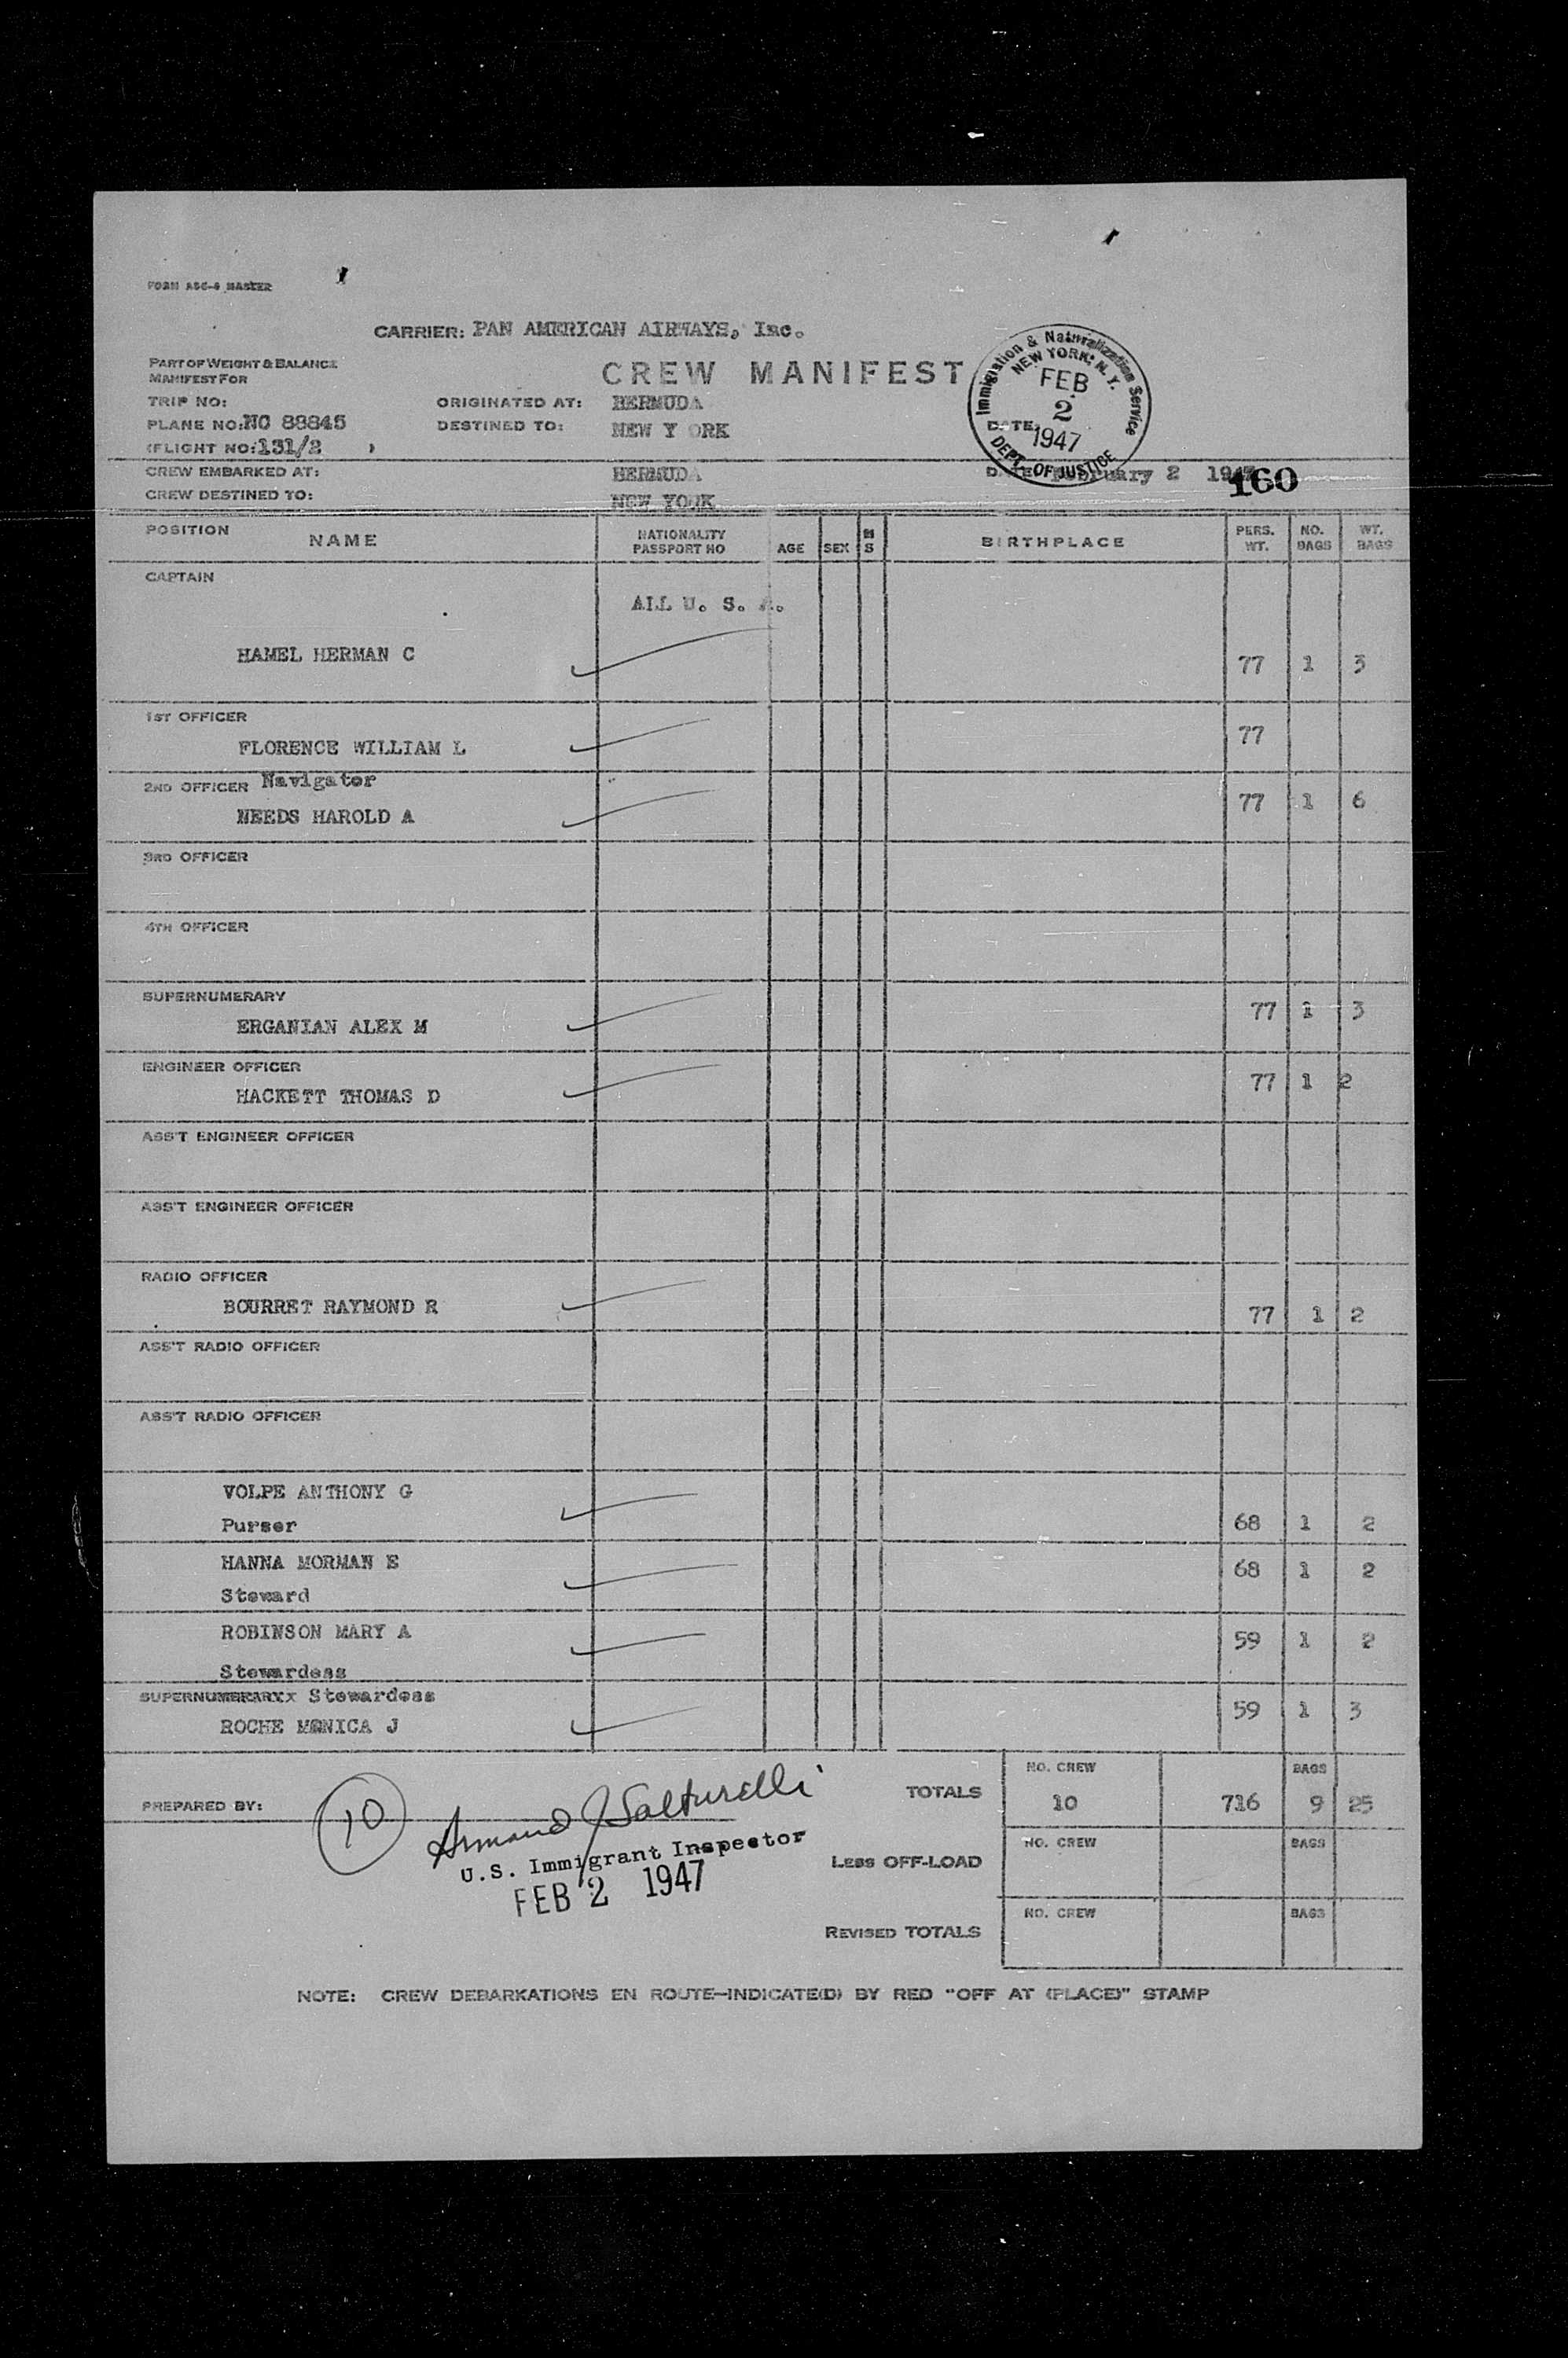 FORM ASC-6 MASTER
CARRIER: PAN AMERICAN AIRWAYS, Inc.
PART OF WEIGHT & BALANCE
MANIFEST FOR
CREW MANIFEST
TRIP NO:
ORIGINATED AT: BERMUDA
PLANE NO: NC 88845
DESTINED TO: NEW Y ORK
(FLIGHT NO: 131/2 )
Immigration & Naturalization Service
NEW YORK, N. Y.
FEB
2
DATE:
1947
DEPT. OF JUSTICE
CREW EMBARKED AT: BERMUDA DATE February 2 1947
160
CREW DESTINED TO: NEW YORK
POSITION NAME NATIONALITY PASSPORT NO AGE SEX M S BIRTHPLACE PERS. WT. NO. BAGS WT. BAGS
CAPTAIN
ALL U. S. A.
HAMEL HERMAN C 77 1 3
1ST OFFICER
FLORENCE WILLIAM L 77
2ND OFFICER Navigator
NEEDS HAROLD A 77 1 6
3RD OFFICER
4TH OFFICER
SUPERNUMERARY
ERGANIAN ALEX M 77 1 3
ENGINEER OFFICER
HACKETT THOMAS D 77 1 2
ASS'T ENGINEER OFFICER
ASS'T ENGINEER OFFICER
RADIO OFFICER
BOURRET RAYMOND R 77 1 2
ASS'T RADIO OFFICER
ASS'T RADIO OFFICER
VOLPE ANTHONY G
Purser 68 1 2
HANNA MORMAN E 68 1 2
Steward
ROBINSON MARY A 59 1 2
Stewardess
SUPERNUMERARYx Stewardess
ROCHE MONICA J 59 1 3
NO. CREW BAGS
TOTALS 10 716 9 25
PREPARED BY: 10 Armand J Salturelli
U.S. Immigrant Inspector
FEB 2 1947
NO. CREW BAGS
LESS OFF-LOAD
NO. CREW BAGS
REVISED TOTALS
NOTE: CREW DEBARKATIONS EN ROUTE—INDICATE(D) BY RED "OFF AT (PLACE)" STAMP